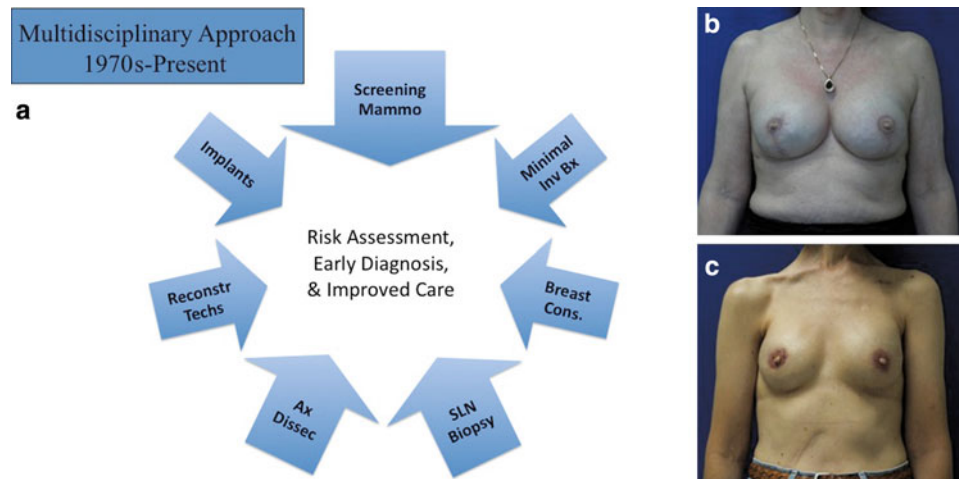 Multidisciplinary Approach
1970s-Present
a
Screening
Mammo
Minimal
Inv Bx
Breast
Cons.
SLN
Biopsy
Ax
Dissec
Reconstr
Techs
Implants
Risk Assessment,
Early Diagnosis,
& Improved Care
b
c